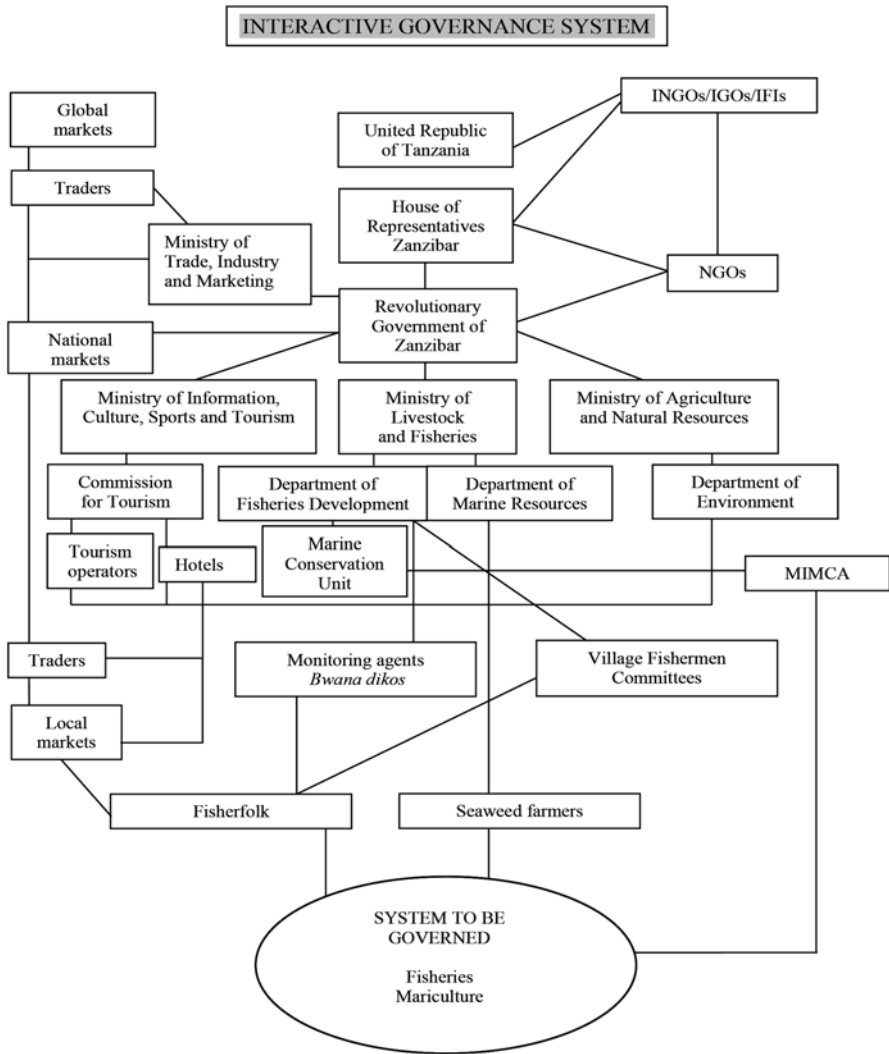 INTERACTIVE GOVERNANCE SYSTEM
Global
markets
INGOs/IGOs/IFIs
United Republic
of Tanzania
Traders
House of
Representatives
Zanzibar
Ministry of
Trade, Industry
and Marketing
NGOs
Revolutionary
Government of
Zanzibar
National
markets
Ministry of Information,
Culture, Sports and Tourism
Ministry of
Livestock
and Fisheries
Ministry of Agriculture
and Natural Resources
Commission
for Tourism
Department of
Fisheries Development
Department of
Marine Resources
Department of
Environment
Tourism
operators
Hotels
Marine
Conservation
Unit
MIMCA
Traders
Monitoring agents
Bwana dikos
Village Fishermen
Committees
Local
markets
Fisherfolk
Seaweed farmers
SYSTEM TO BE
GOVERNED
Fisheries
Mariculture